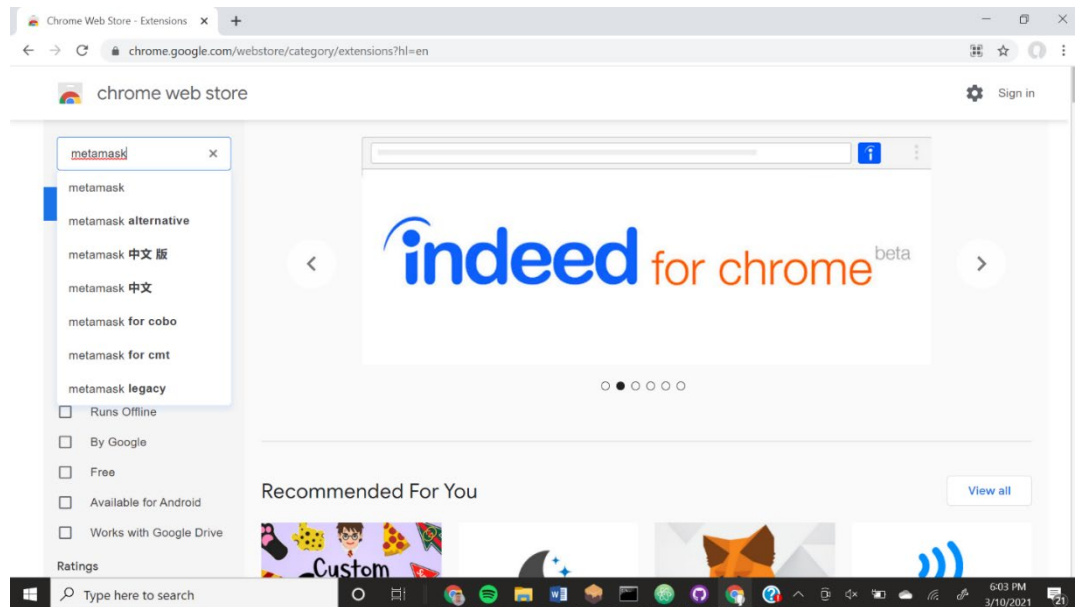 Chrome Web Store - Extensions
chrome.google.com/webstore/category/extensions?hl=en
chrome web store
Sign in
metamask
metamask
metamask alternative
metamask 中文 版
metamask 中文
metamask for cobo
metamask for cmt
metamask legacy
Runs Offline
By Google
Free
Available for Android
Works with Google Drive
Ratings
indeed for chrome beta
Recommended For You
View all
Custom
Type here to search
6:03 PM
3/10/2021
21